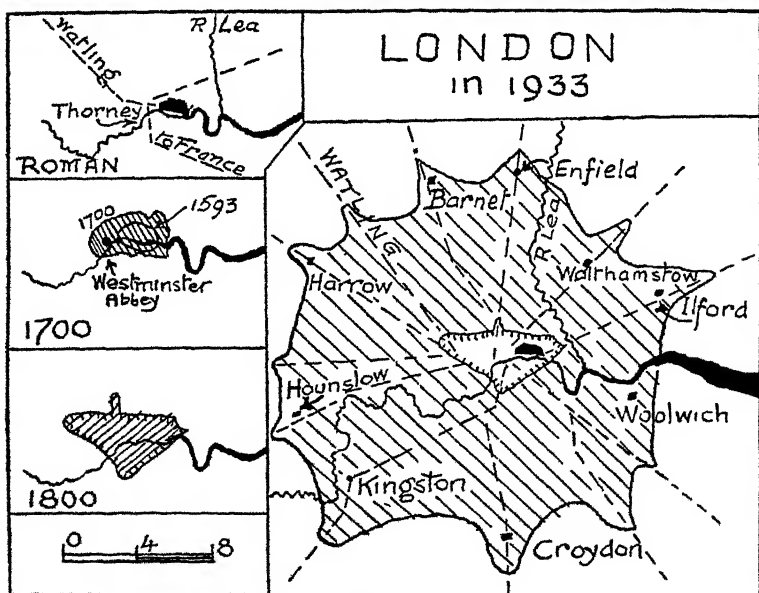 LONDON
in 1933
Watling
R Lea
Thorney
to France
ROMAN
1700
1593
Westminster
Abbey
1700
1800
0 4 8
WATLING
Barnet
Enfield
R Lea
Harrow
Walthamstow
Ilford
Hounslow
Woolwich
Kingston
Croydon